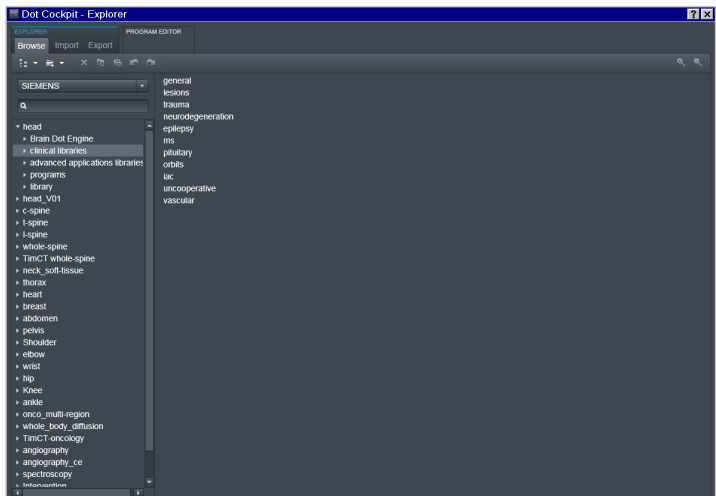 Dot Cockpit - Explorer
EXPLORER
PROGRAM EDITOR
Browse Import Export
SIEMENS
head
Brain Dot Engine
clinical libraries
advanced applications libraries
programs
library
head_V01
c-spine
t-spine
l-spine
whole-spine
TimCT whole-spine
neck_soft-tissue
thorax
heart
breast
abdomen
pelvis
Shoulder
elbow
wrist
hip
Knee
ankle
onco_multi-region
whole_body_diffusion
TimCT-oncology
angiography
angiography_ce
spectroscopy
Intervention
general
lesions
trauma
neurodegeneration
epilepsy
ms
pituitary
orbits
iac
uncooperative
vascular